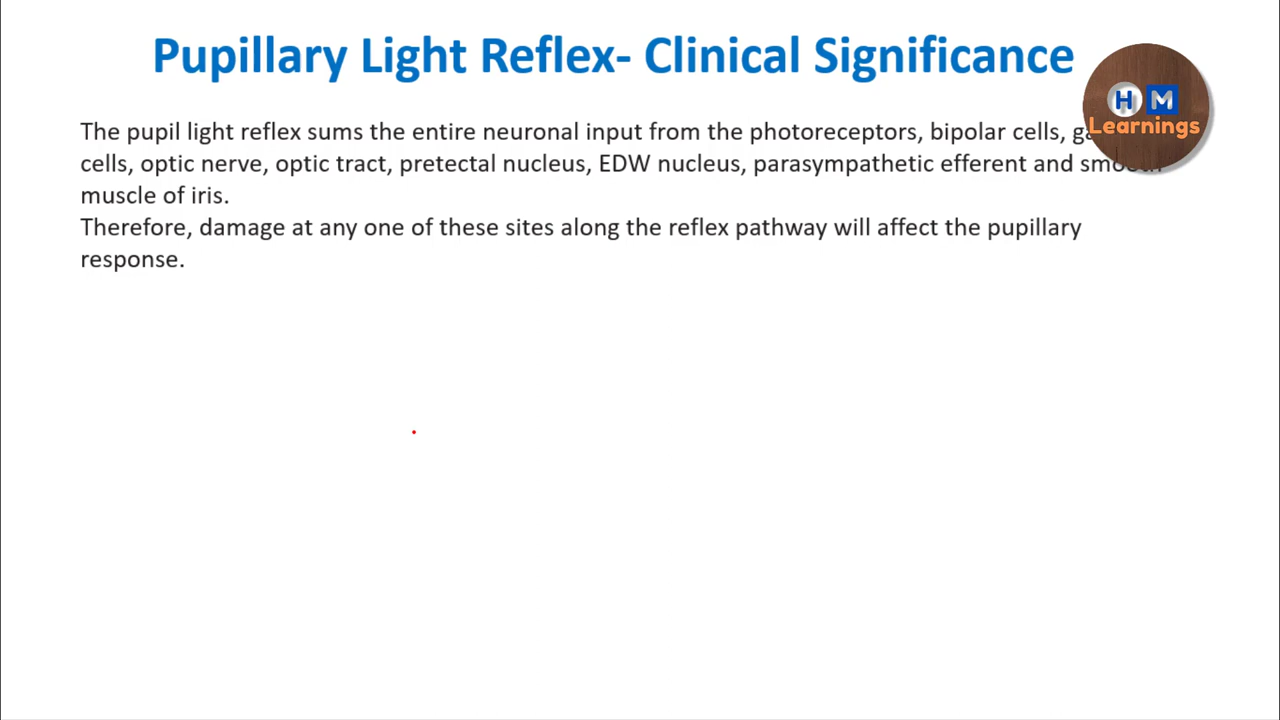 Pupillary Light Reflex- Clinical Significance
H M
Learnings
The pupil light reflex sums the entire neuronal input from the photoreceptors, bipolar cells,
cells, optic nerve, optic tract, pretectal nucleus, EDW nucleus, parasympathetic efferent and
muscle of iris.
Therefore, damage at any one of these sites along the reflex pathway will affect the pupillary
response.